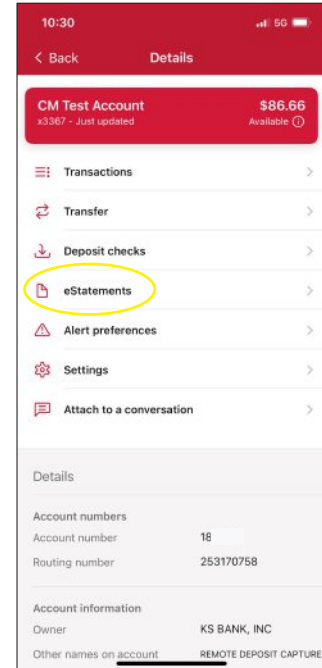 10:30 5G
< Back Details
CM Test Account $86.66
x3367 - Just updated Available
Transactions
Transfer
Deposit checks
eStatements
Alert preferences
Settings
Attach to a conversation
Details
Account numbers
Account number 18
Routing number 253170758
Account information
Owner KS BANK, INC
Other names on account REMOTE DEPOSIT CAPTURE